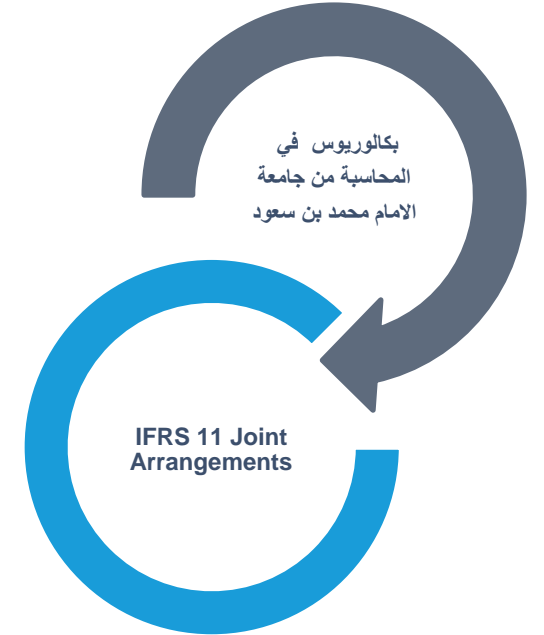 بكالوريوس في
المحاسبة من جامعة
الامام محمد بن سعود
IFRS 11 Joint
Arrangements